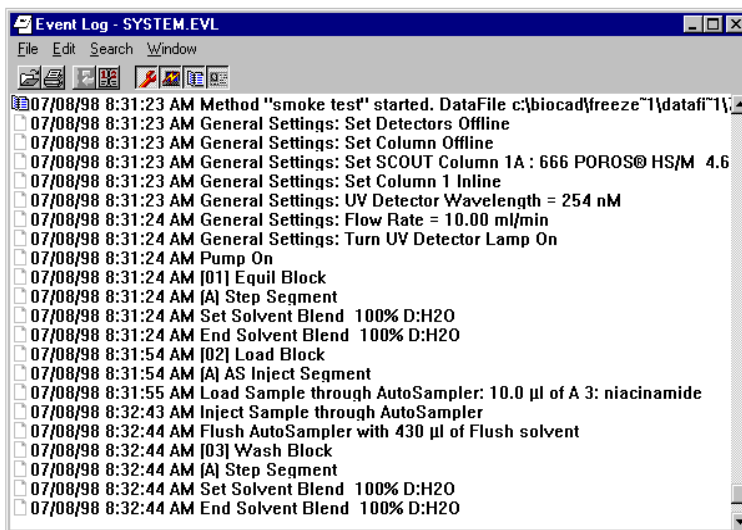 Event Log - SYSTEM.EVL
File Edit Search Window
07/08/98 8:31:23 AM Method "smoke test" started. DataFile c:\biocad\freeze~1\datafi~1\
07/08/98 8:31:23 AM General Settings: Set Detectors Offline
07/08/98 8:31:23 AM General Settings: Set Column Offline
07/08/98 8:31:23 AM General Settings: Set SCOUT Column 1A : 666 POROS® HS/M 4.6
07/08/98 8:31:23 AM General Settings: Set Column 1 Inline
07/08/98 8:31:23 AM General Settings: UV Detector Wavelength = 254 nM
07/08/98 8:31:24 AM General Settings: Flow Rate = 10.00 ml/min
07/08/98 8:31:24 AM General Settings: Turn UV Detector Lamp On
07/08/98 8:31:24 AM Pump On
07/08/98 8:31:24 AM [01] Equil Block
07/08/98 8:31:24 AM [A] Step Segment
07/08/98 8:31:24 AM Set Solvent Blend 100% D:H2O
07/08/98 8:31:24 AM End Solvent Blend 100% D:H2O
07/08/98 8:31:54 AM [02] Load Block
07/08/98 8:31:54 AM [A] AS Inject Segment
07/08/98 8:31:55 AM Load Sample through AutoSampler: 10.0 µl of A 3: niacinamide
07/08/98 8:32:43 AM Inject Sample through AutoSampler
07/08/98 8:32:44 AM Flush AutoSampler with 430 µl of Flush solvent
07/08/98 8:32:44 AM [03] Wash Block
07/08/98 8:32:44 AM [A] Step Segment
07/08/98 8:32:44 AM Set Solvent Blend 100% D:H2O
07/08/98 8:32:44 AM End Solvent Blend 100% D:H2O